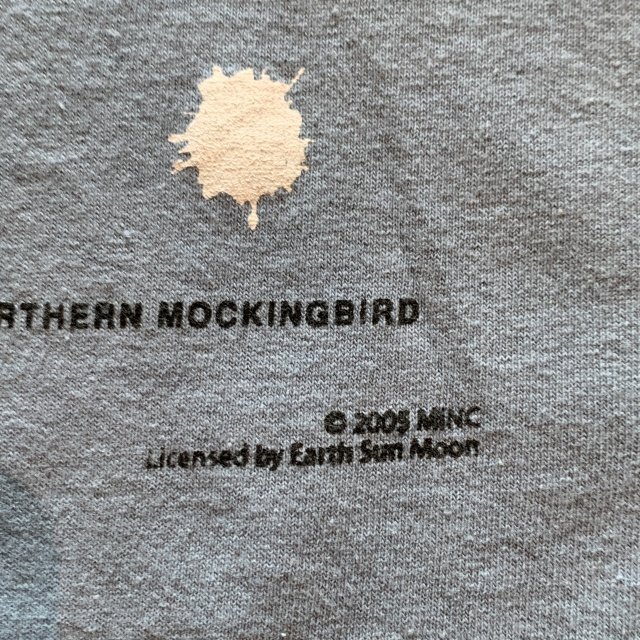 RTHERN MOCKINGBIRD
© 2005 MINC
Licensed by Earth Sun Moon